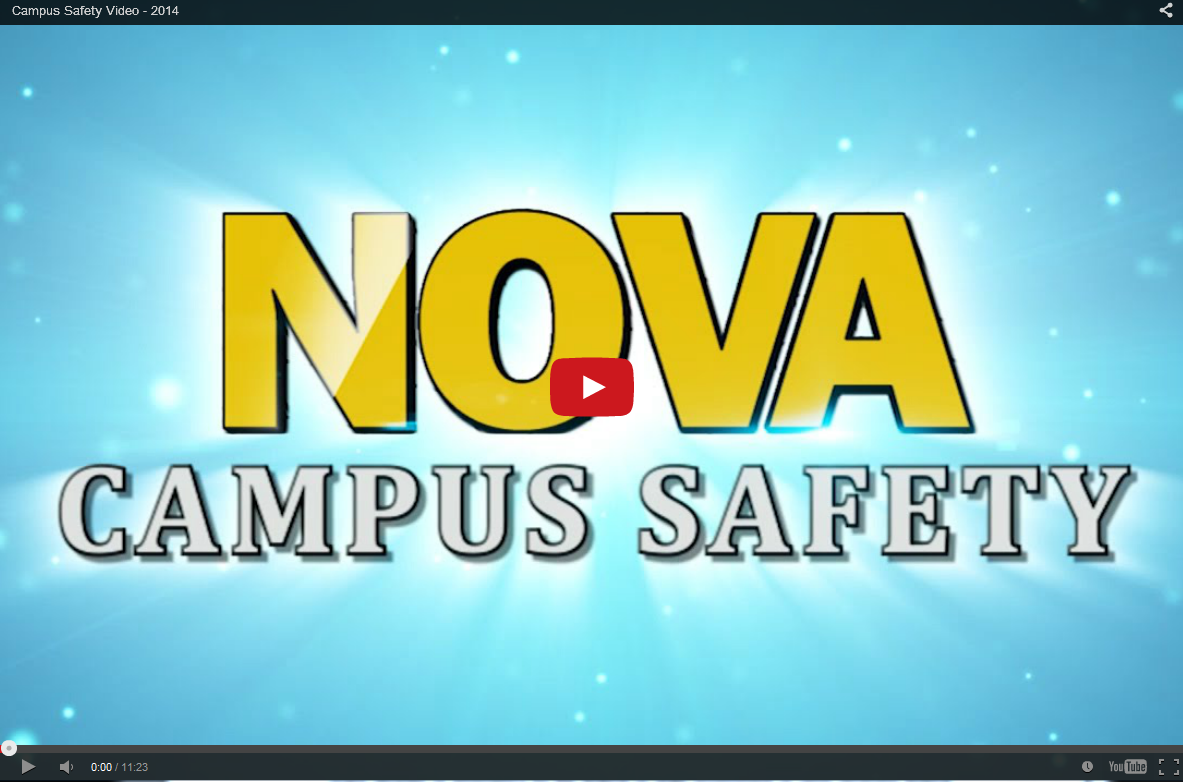 Campus Safety Video - 2014
NOVA
CAMPUS SAFETY
0:00 / 11:23
YouTube